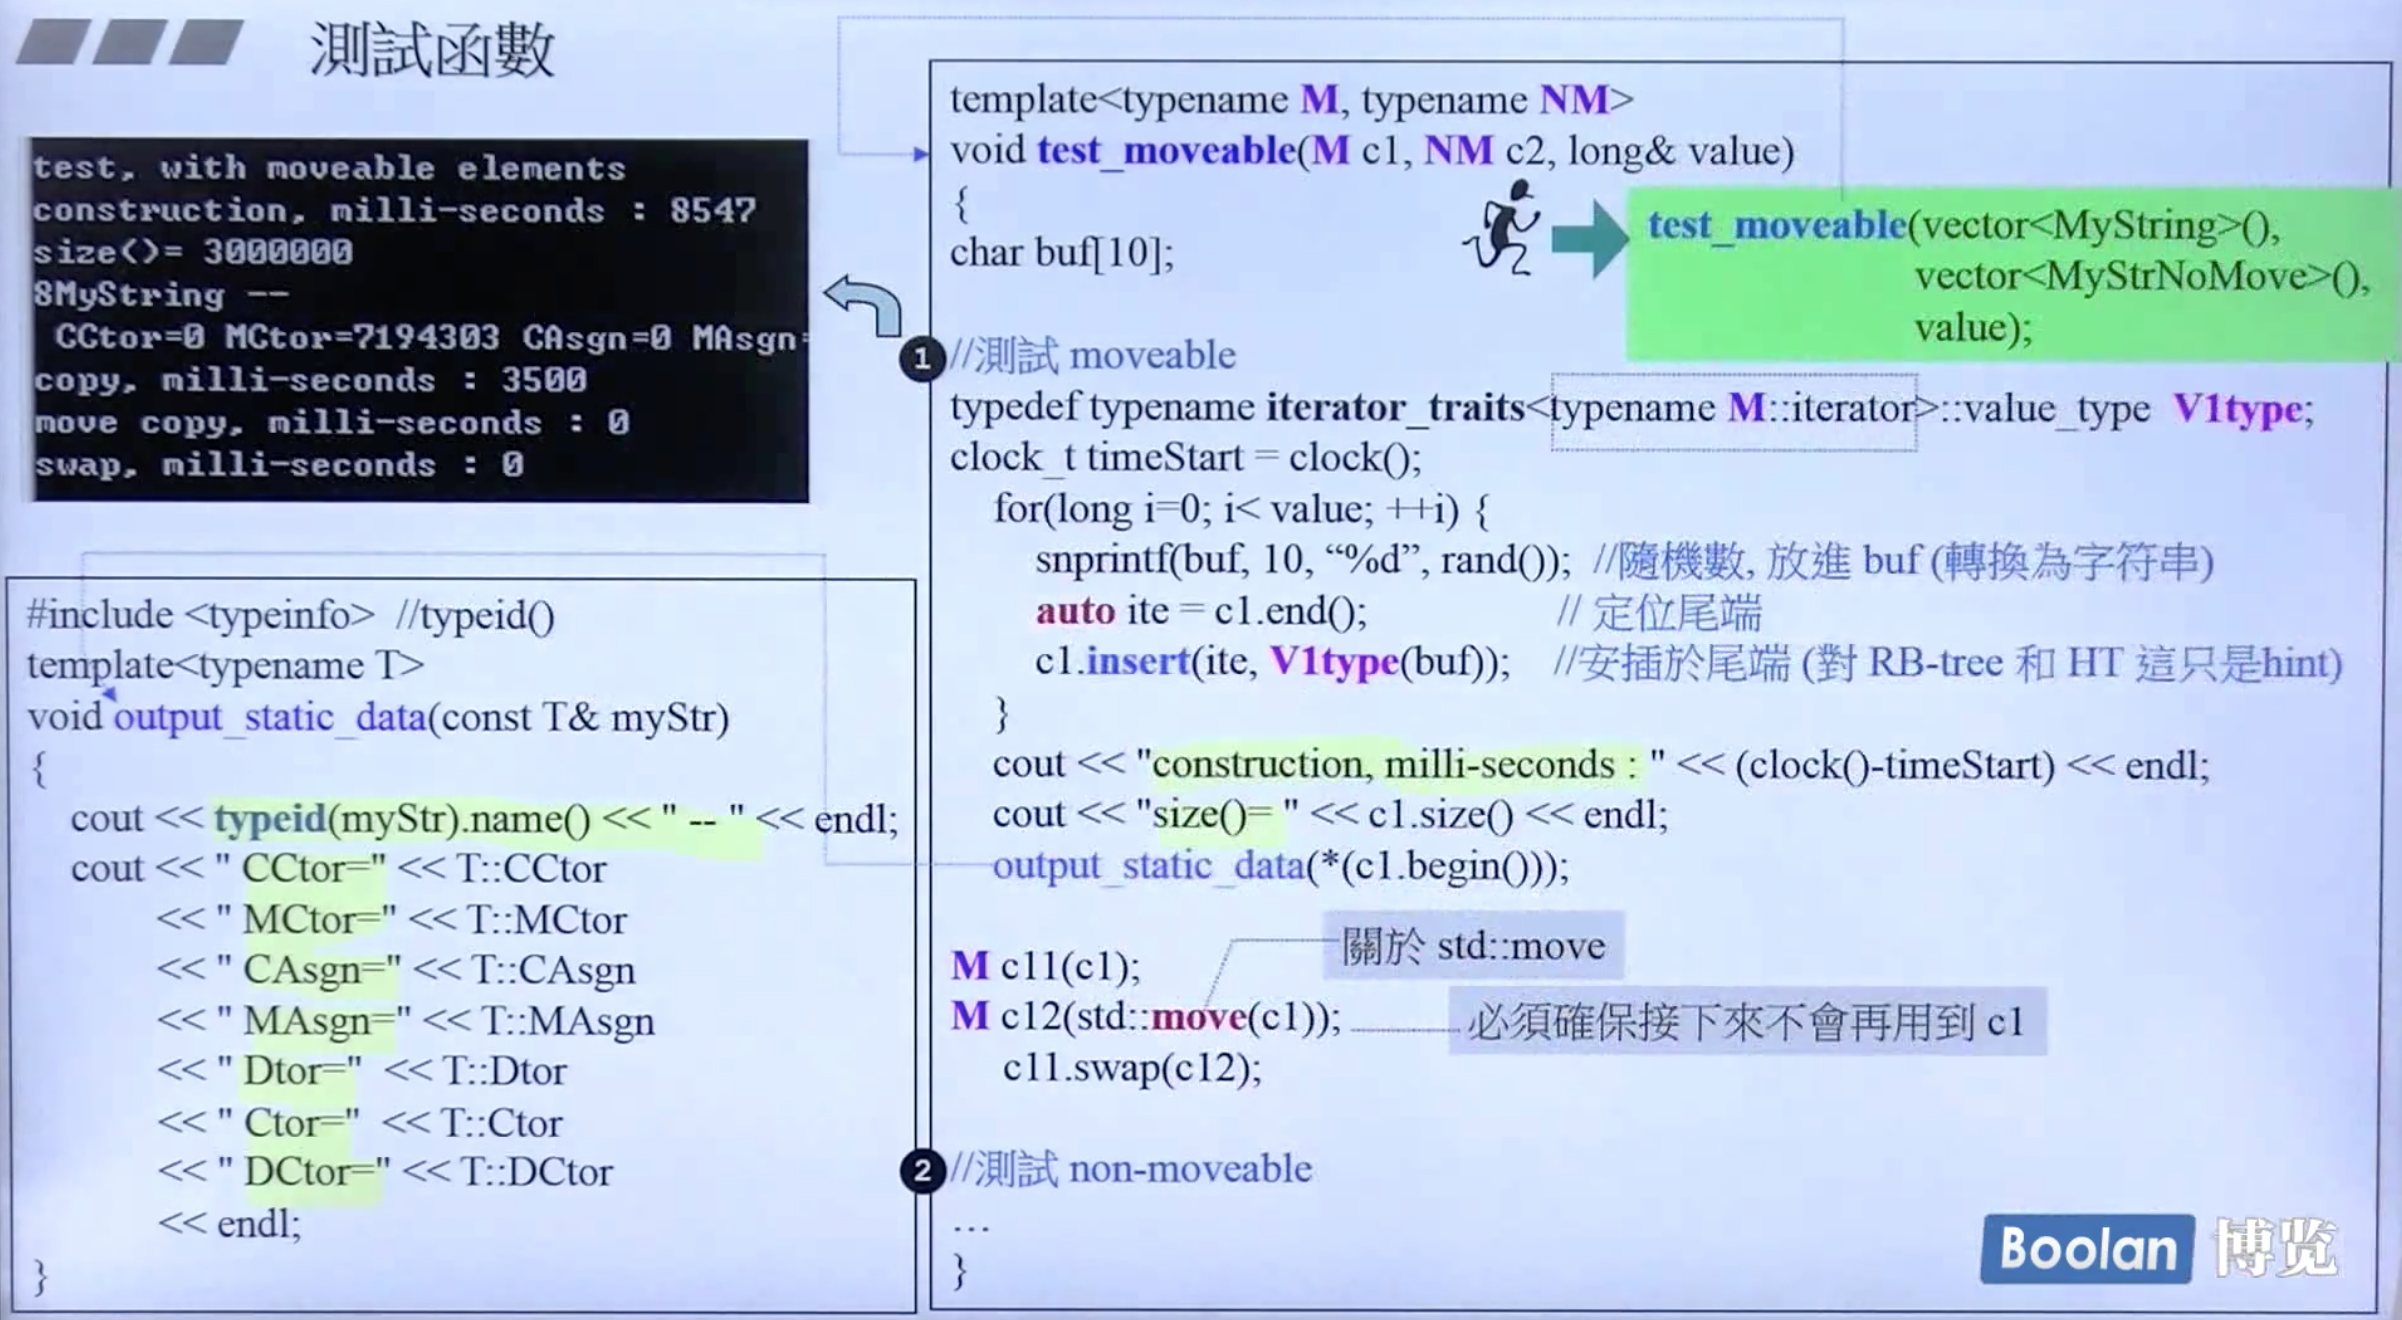 測試函數
test, with moveable elements
construction, milli-seconds : 8547
size()= 3000000
8MyString --
CCtor=0 MCtor=7194303 CAsgn=0 MAsgn=
copy, milli-seconds : 3500
move copy, milli-seconds : 0
swap, milli-seconds : 0
#include <typeinfo> //typeid()
template<typename T>
void output_static_data(const T& myStr)
{
cout << typeid(myStr).name() << " -- " << endl;
cout << " CCtor=" << T::CCtor
<< " MCtor=" << T::MCtor
<< " CAsgn=" << T::CAsgn
<< " MAsgn=" << T::MAsgn
<< " Dtor=" << T::Dtor
<< " Ctor=" << T::Ctor
<< " DCtor=" << T::DCtor
<< endl;
}
template<typename M, typename NM>
void test_moveable(M c1, NM c2, long& value)
{
char buf[10];
test_moveable(vector<MyString>(),
vector<MyStrNoMove>(),
value);
1 //測試 moveable
typedef typename iterator_traits<typename M::iterator>::value_type V1type;
clock_t timeStart = clock();
for(long i=0; i< value; ++i) {
snprintf(buf, 10, “%d”, rand()); //隨機數, 放進 buf (轉換為字符串)
auto ite = c1.end(); // 定位尾端
c1.insert(ite, V1type(buf)); //安插於尾端 (對 RB-tree 和 HT 這只是hint)
}
cout << "construction, milli-seconds : " << (clock()-timeStart) << endl;
cout << "size()= " << c1.size() << endl;
output_static_data(*(c1.begin()));
關於 std::move
M c11(c1);
M c12(std::move(c1)); 必須確保接下來不會再用到 c1
c11.swap(c12);
2 //測試 non-moveable
...
}
Boolan 博览